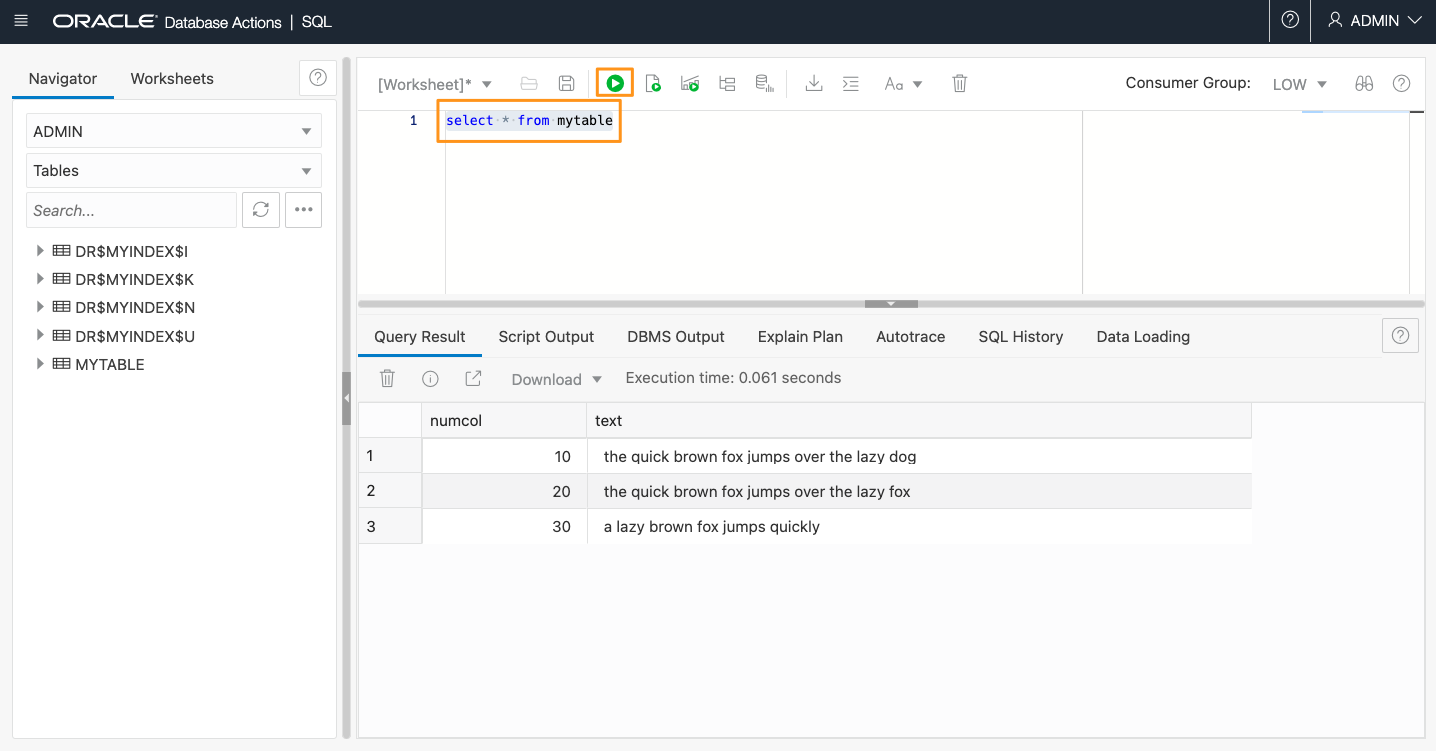 ORACLE Database Actions | SQL
ADMIN
Navigator Worksheets
ADMIN
Tables
Search...
DR$MYINDEX$I
DR$MYINDEX$K
DR$MYINDEX$N
DR$MYINDEX$U
MYTABLE
[Worksheet]* Aa Consumer Group: LOW
1 select * from mytable
Query Result Script Output DBMS Output Explain Plan Autotrace SQL History Data Loading
Download Execution time: 0.061 seconds
numcol text
1 10 the quick brown fox jumps over the lazy dog
2 20 the quick brown fox jumps over the lazy fox
3 30 a lazy brown fox jumps quickly